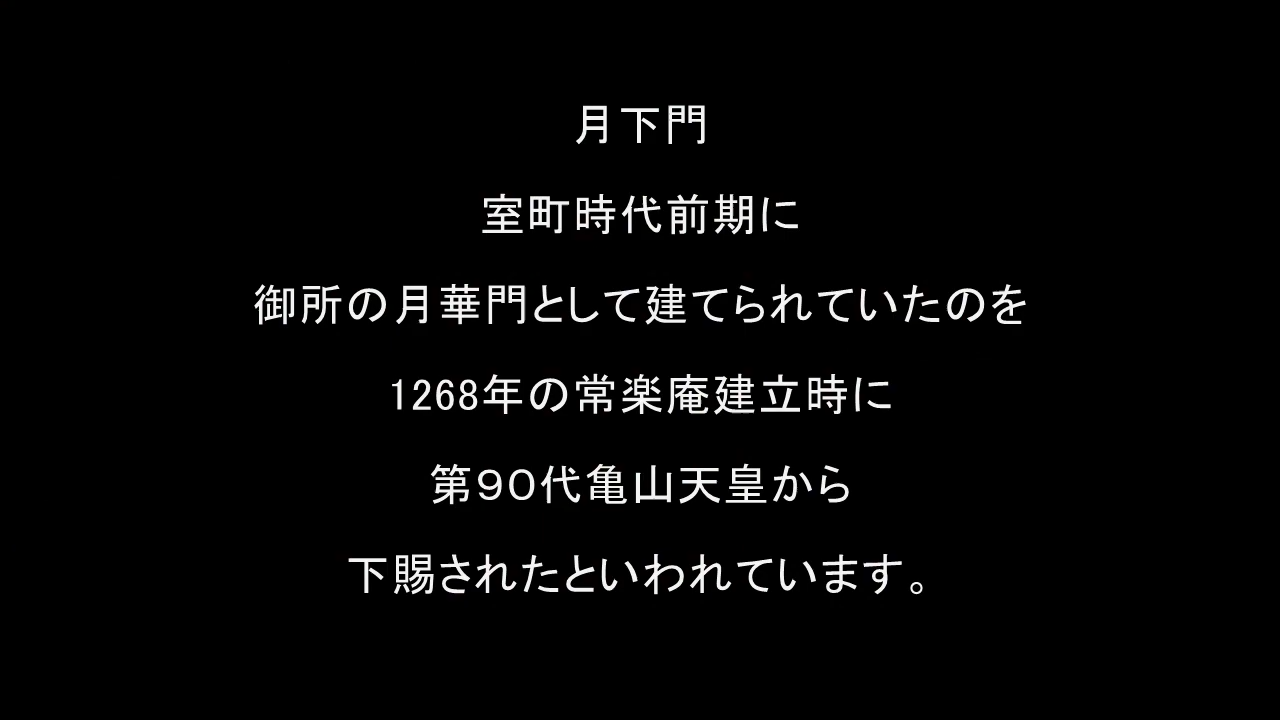 月下門
室町時代前期に
御所の月華門として建てられていたのを
1268年の常楽庵建立時に
第９０代亀山天皇から
下賜されたといわれています。